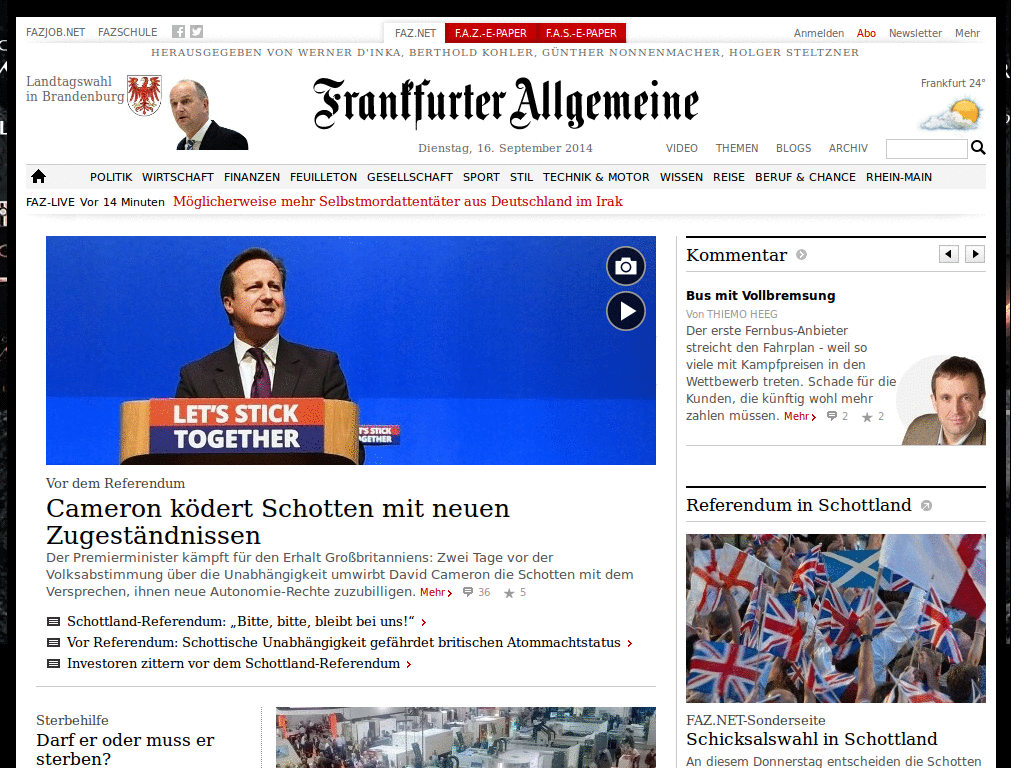 FAZJOB.NET FAZSCHULE
FAZ.NET F.A.Z.-E-PAPER F.A.S.-E-PAPER
Anmelden Abo Newsletter Mehr
HERAUSGEGEBEN VON WERNER D'INKA, BERTHOLD KOHLER, GÜNTHER NONNENMACHER, HOLGER STELTZNER
Landtagswahl
in Brandenburg
Frankfurter Allgemeine
Frankfurt 24°
Dienstag, 16. September 2014
VIDEO THEMEN BLOGS ARCHIV
POLITIK WIRTSCHAFT FINANZEN FEUILLETON GESELLSCHAFT SPORT STIL TECHNIK & MOTOR WISSEN REISE BERUF & CHANCE RHEIN-MAIN
FAZ-LIVE Vor 14 Minuten Möglicherweise mehr Selbstmordattentäter aus Deutschland im Irak
LET'S STICK
TOGETHER
'S STICK
GETHER
Vor dem Referendum
Cameron ködert Schotten mit neuen
Zugeständnissen
Der Premierminister kämpft für den Erhalt Großbritanniens: Zwei Tage vor der
Volksabstimmung über die Unabhängigkeit umwirbt David Cameron die Schotten mit dem
Versprechen, ihnen neue Autonomie-Rechte zuzubilligen. Mehr 36 5
Schottland-Referendum: „Bitte, bitte, bleibt bei uns!“
Vor Referendum: Schottische Unabhängigkeit gefährdet britischen Atommachtstatus
Investoren zittern vor dem Schottland-Referendum
Sterbehilfe
Darf er oder muss er
sterben?
Kommentar
Bus mit Vollbremsung
Von THIEMO HEEG
Der erste Fernbus-Anbieter
streicht den Fahrplan - weil so
viele mit Kampfpreisen in den
Wettbewerb treten. Schade für die
Kunden, die künftig wohl mehr
zahlen müssen. Mehr 2 2
Referendum in Schottland
FAZ.NET-Sonderseite
Schicksalswahl in Schottland
An diesem Donnerstag entscheiden die Schotten